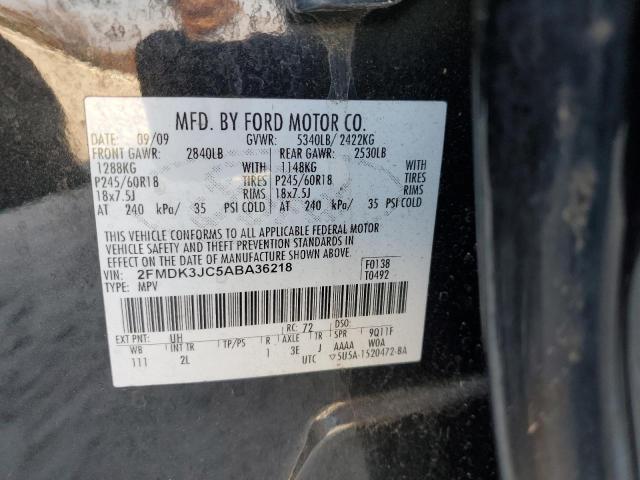 MFD. BY FORD MOTOR CO.
DATE: 09/09 GVWR: 5340LB/ 2422KG
FRONT GAWR: 2840LB REAR GAWR: 2530LB
1288KG WITH 1148KG WITH
P245/60R18 TIRES P245/60R18 TIRES
18x7.5J RIMS 18x7.5J RIMS
AT 240 kPa/ 35 PSI COLD AT 240 kPa/ 35 PSI COLD
THIS VEHICLE CONFORMS TO ALL APPLICABLE FEDERAL MOTOR
VEHICLE SAFETY AND THEFT PREVENTION STANDARDS IN
EFFECT ON THE DATE OF MANUFACTURE SHOWN ABOVE.
VIN: 2FMDK3JC5ABA36218 F0138
TYPE: MPV T0492
EXT PNT: UH RC: 72 DSO:
WB INT TR TP/PS R AXLE TR SPR 9Q11F
111 2L I 3E J AAAA WOA
UTC 5U5A-1520472-BA